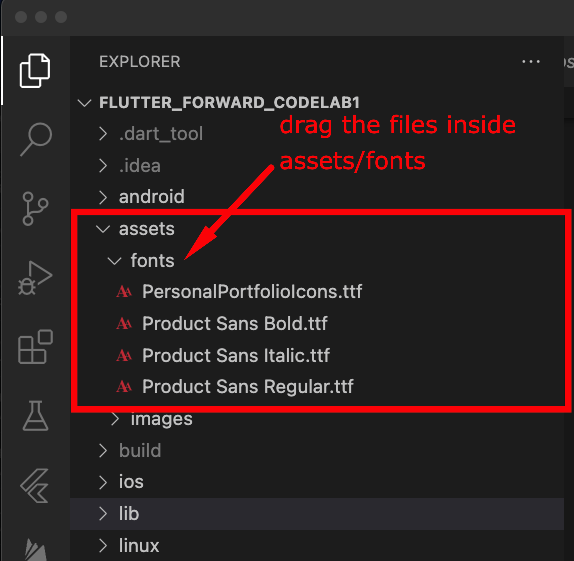 EXPLORER
FLUTTER_FORWARD_CODELAB1
.dart_tool
drag the files inside
assets/fonts
.idea
android
assets
fonts
PersonalPortfolioIcons.ttf
Product Sans Bold.ttf
Product Sans Italic.ttf
Product Sans Regular.ttf
images
build
ios
lib
linux